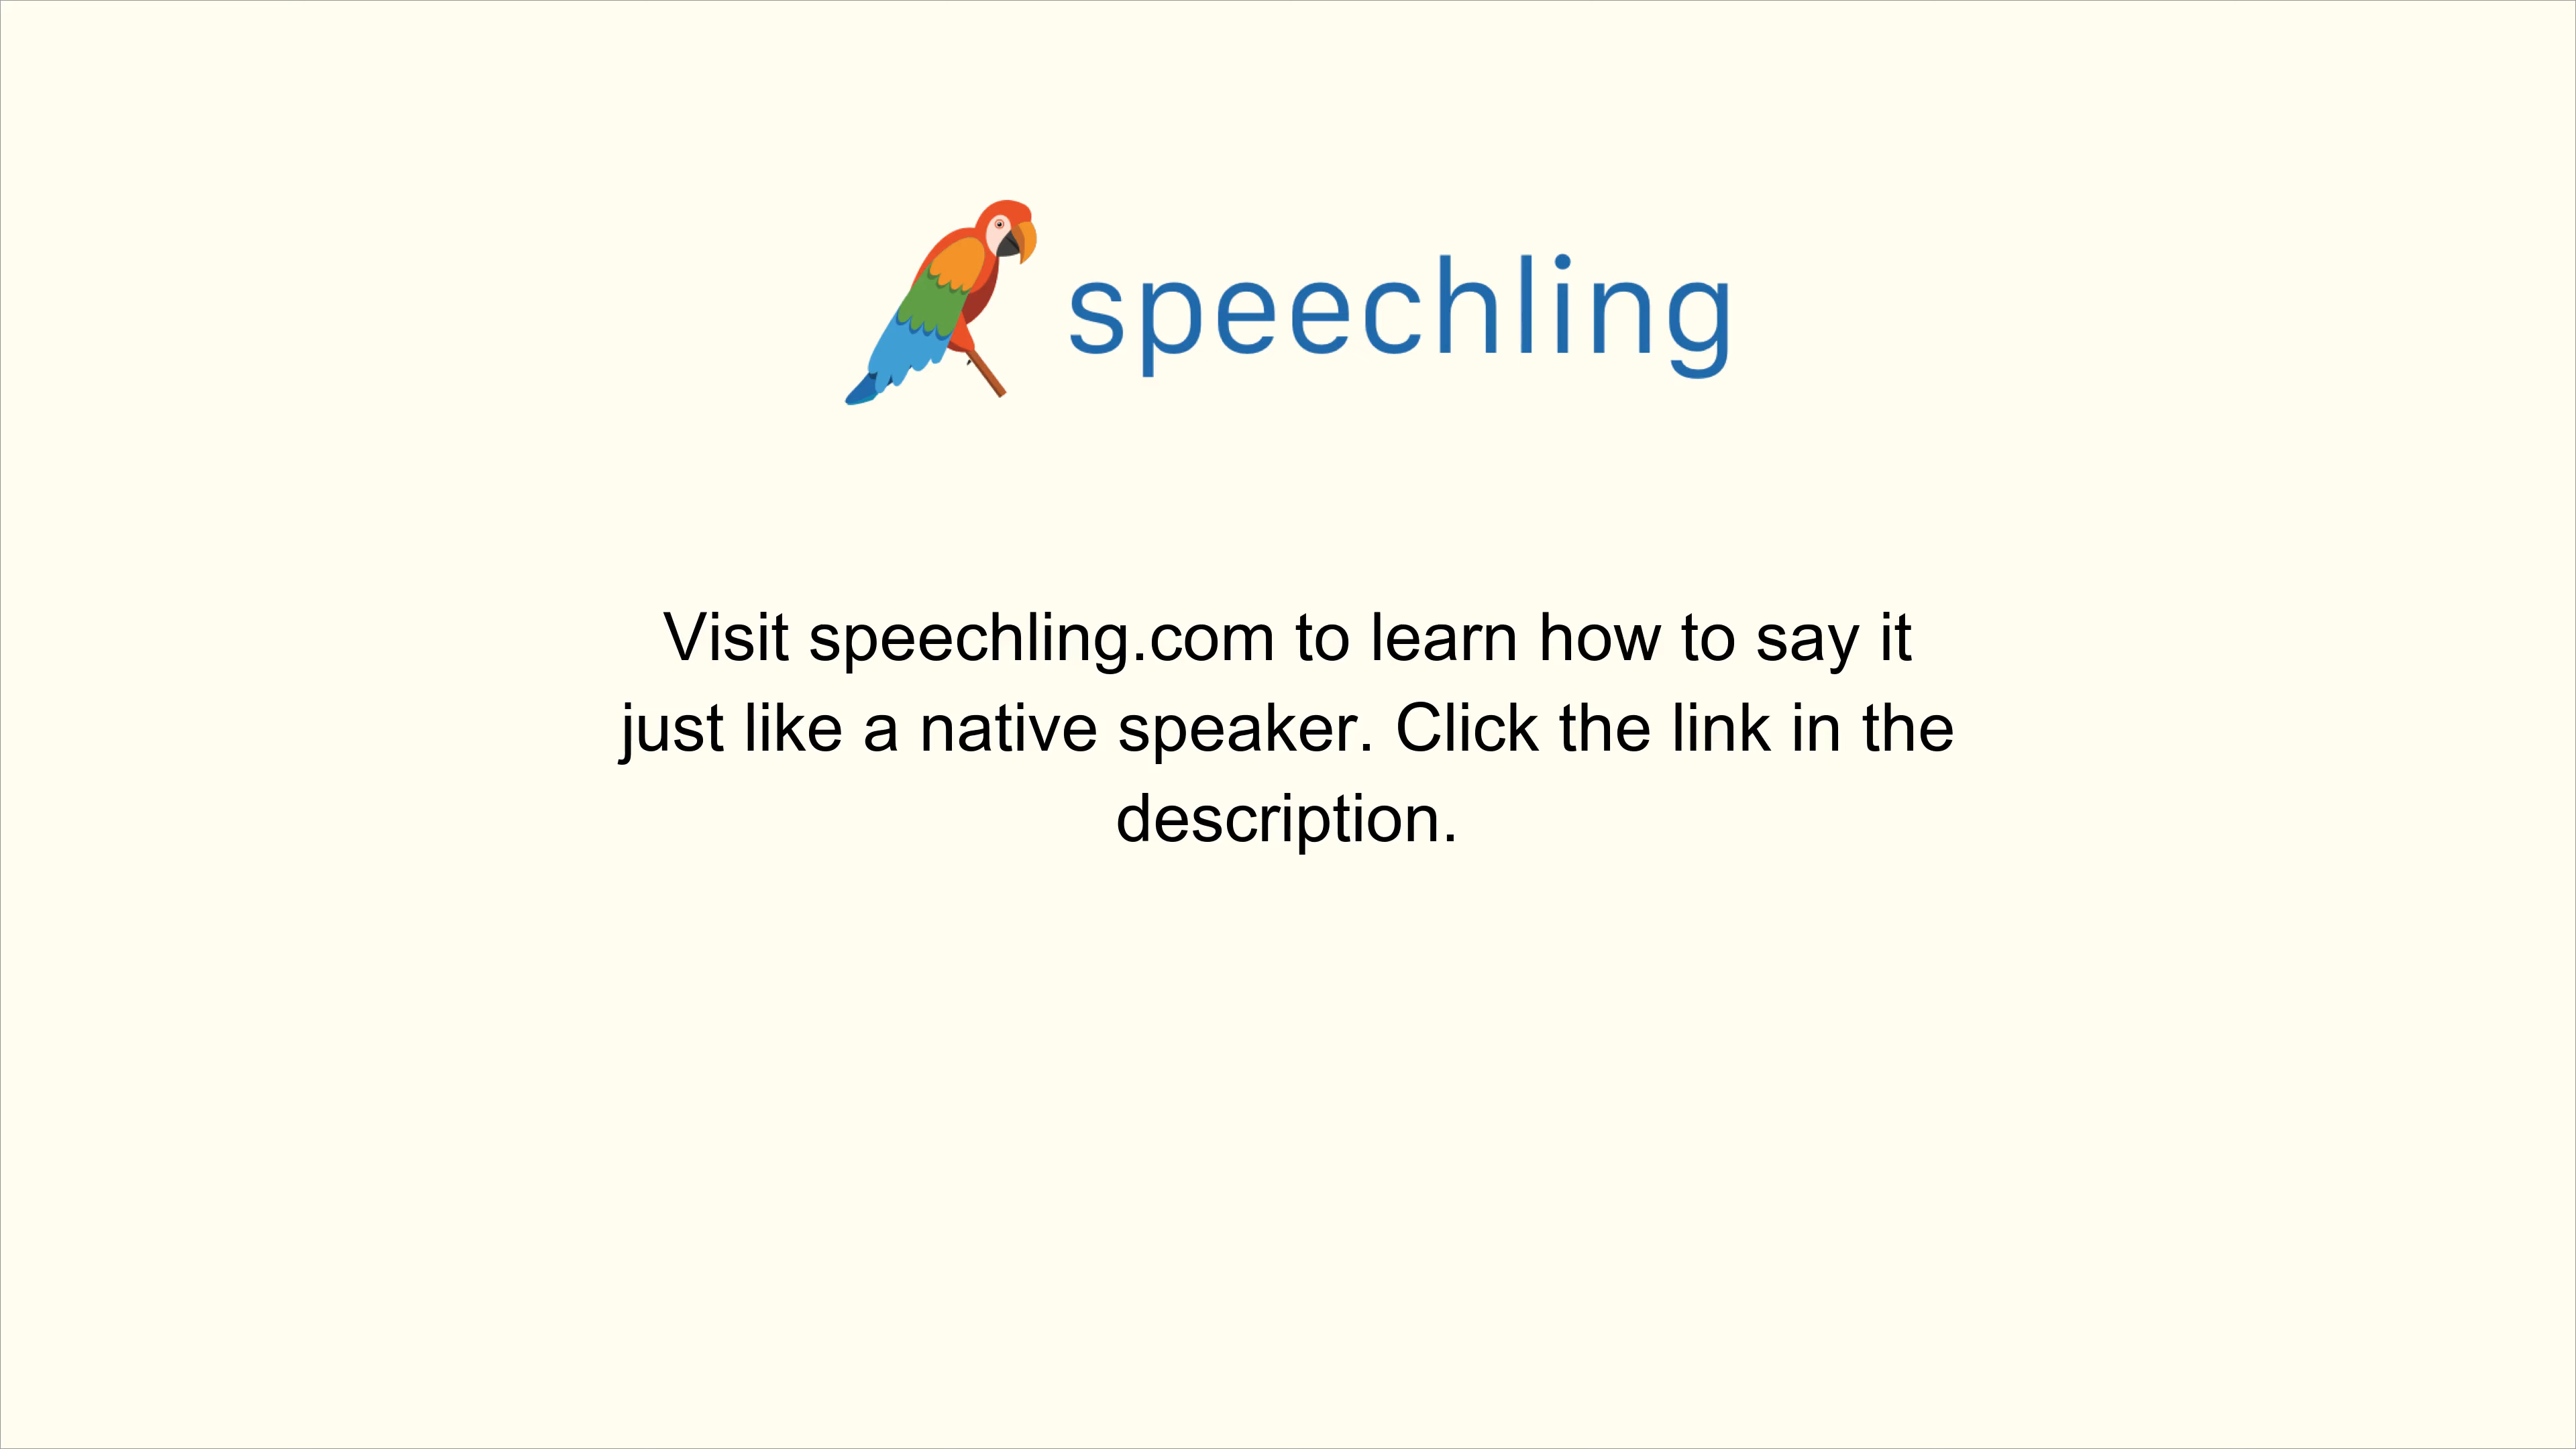 speechling
Visit speechling.com to learn how to say it
just like a native speaker. Click the link in the
description.